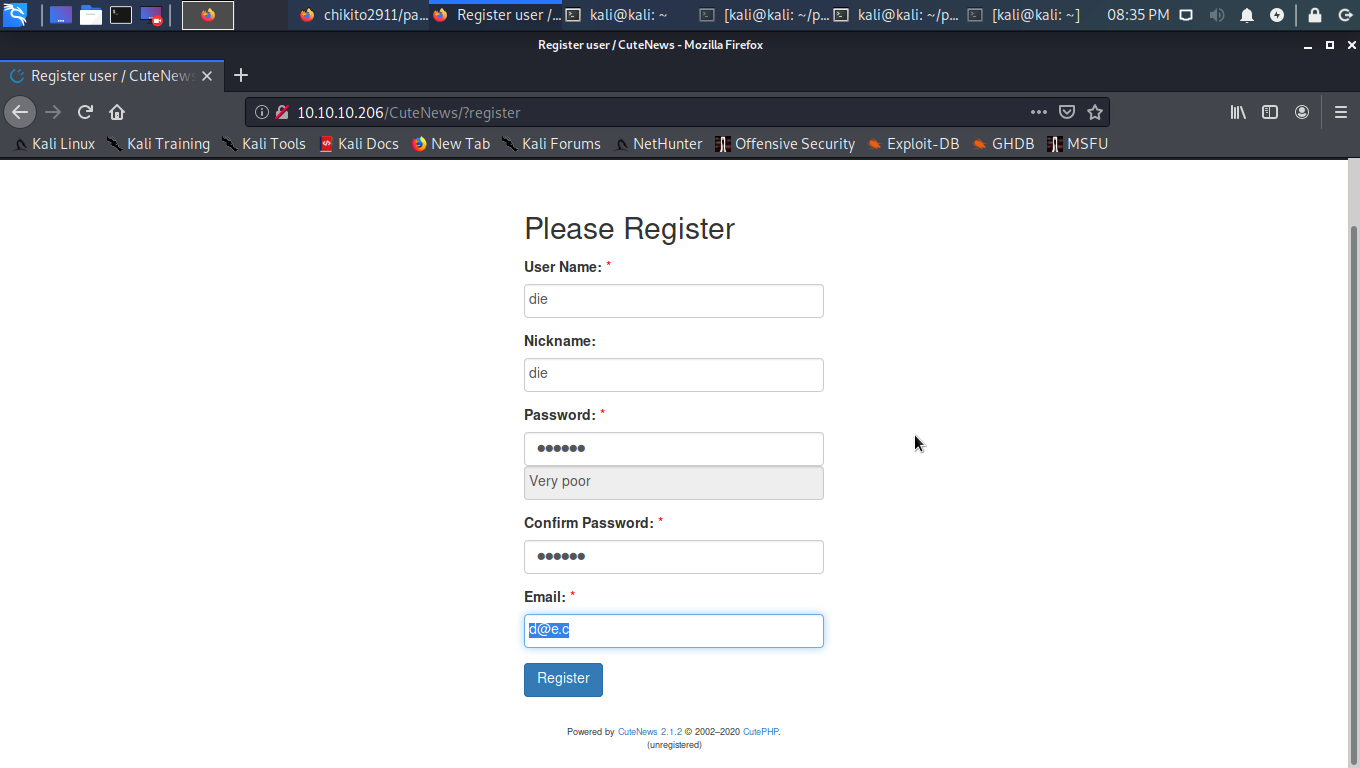 chikito2911/pa... Register user /... kali@kali: ~ [kali@kali: ~/p... kali@kali: ~/p... [kali@kali: ~] 08:35 PM
Register user / CuteNews - Mozilla Firefox
Register user / CuteNews
10.10.10.206/CuteNews/?register
Kali Linux Kali Training Kali Tools Kali Docs New Tab Kali Forums NetHunter Offensive Security Exploit-DB GHDB MSFU
Please Register
User Name: *
die
Nickname:
die
Password: *
●●●●●●
Very poor
Confirm Password: *
●●●●●●
Email: *
d@e.c
Register
Powered by CuteNews 2.1.2 © 2002–2020 CutePHP.
(unregistered)